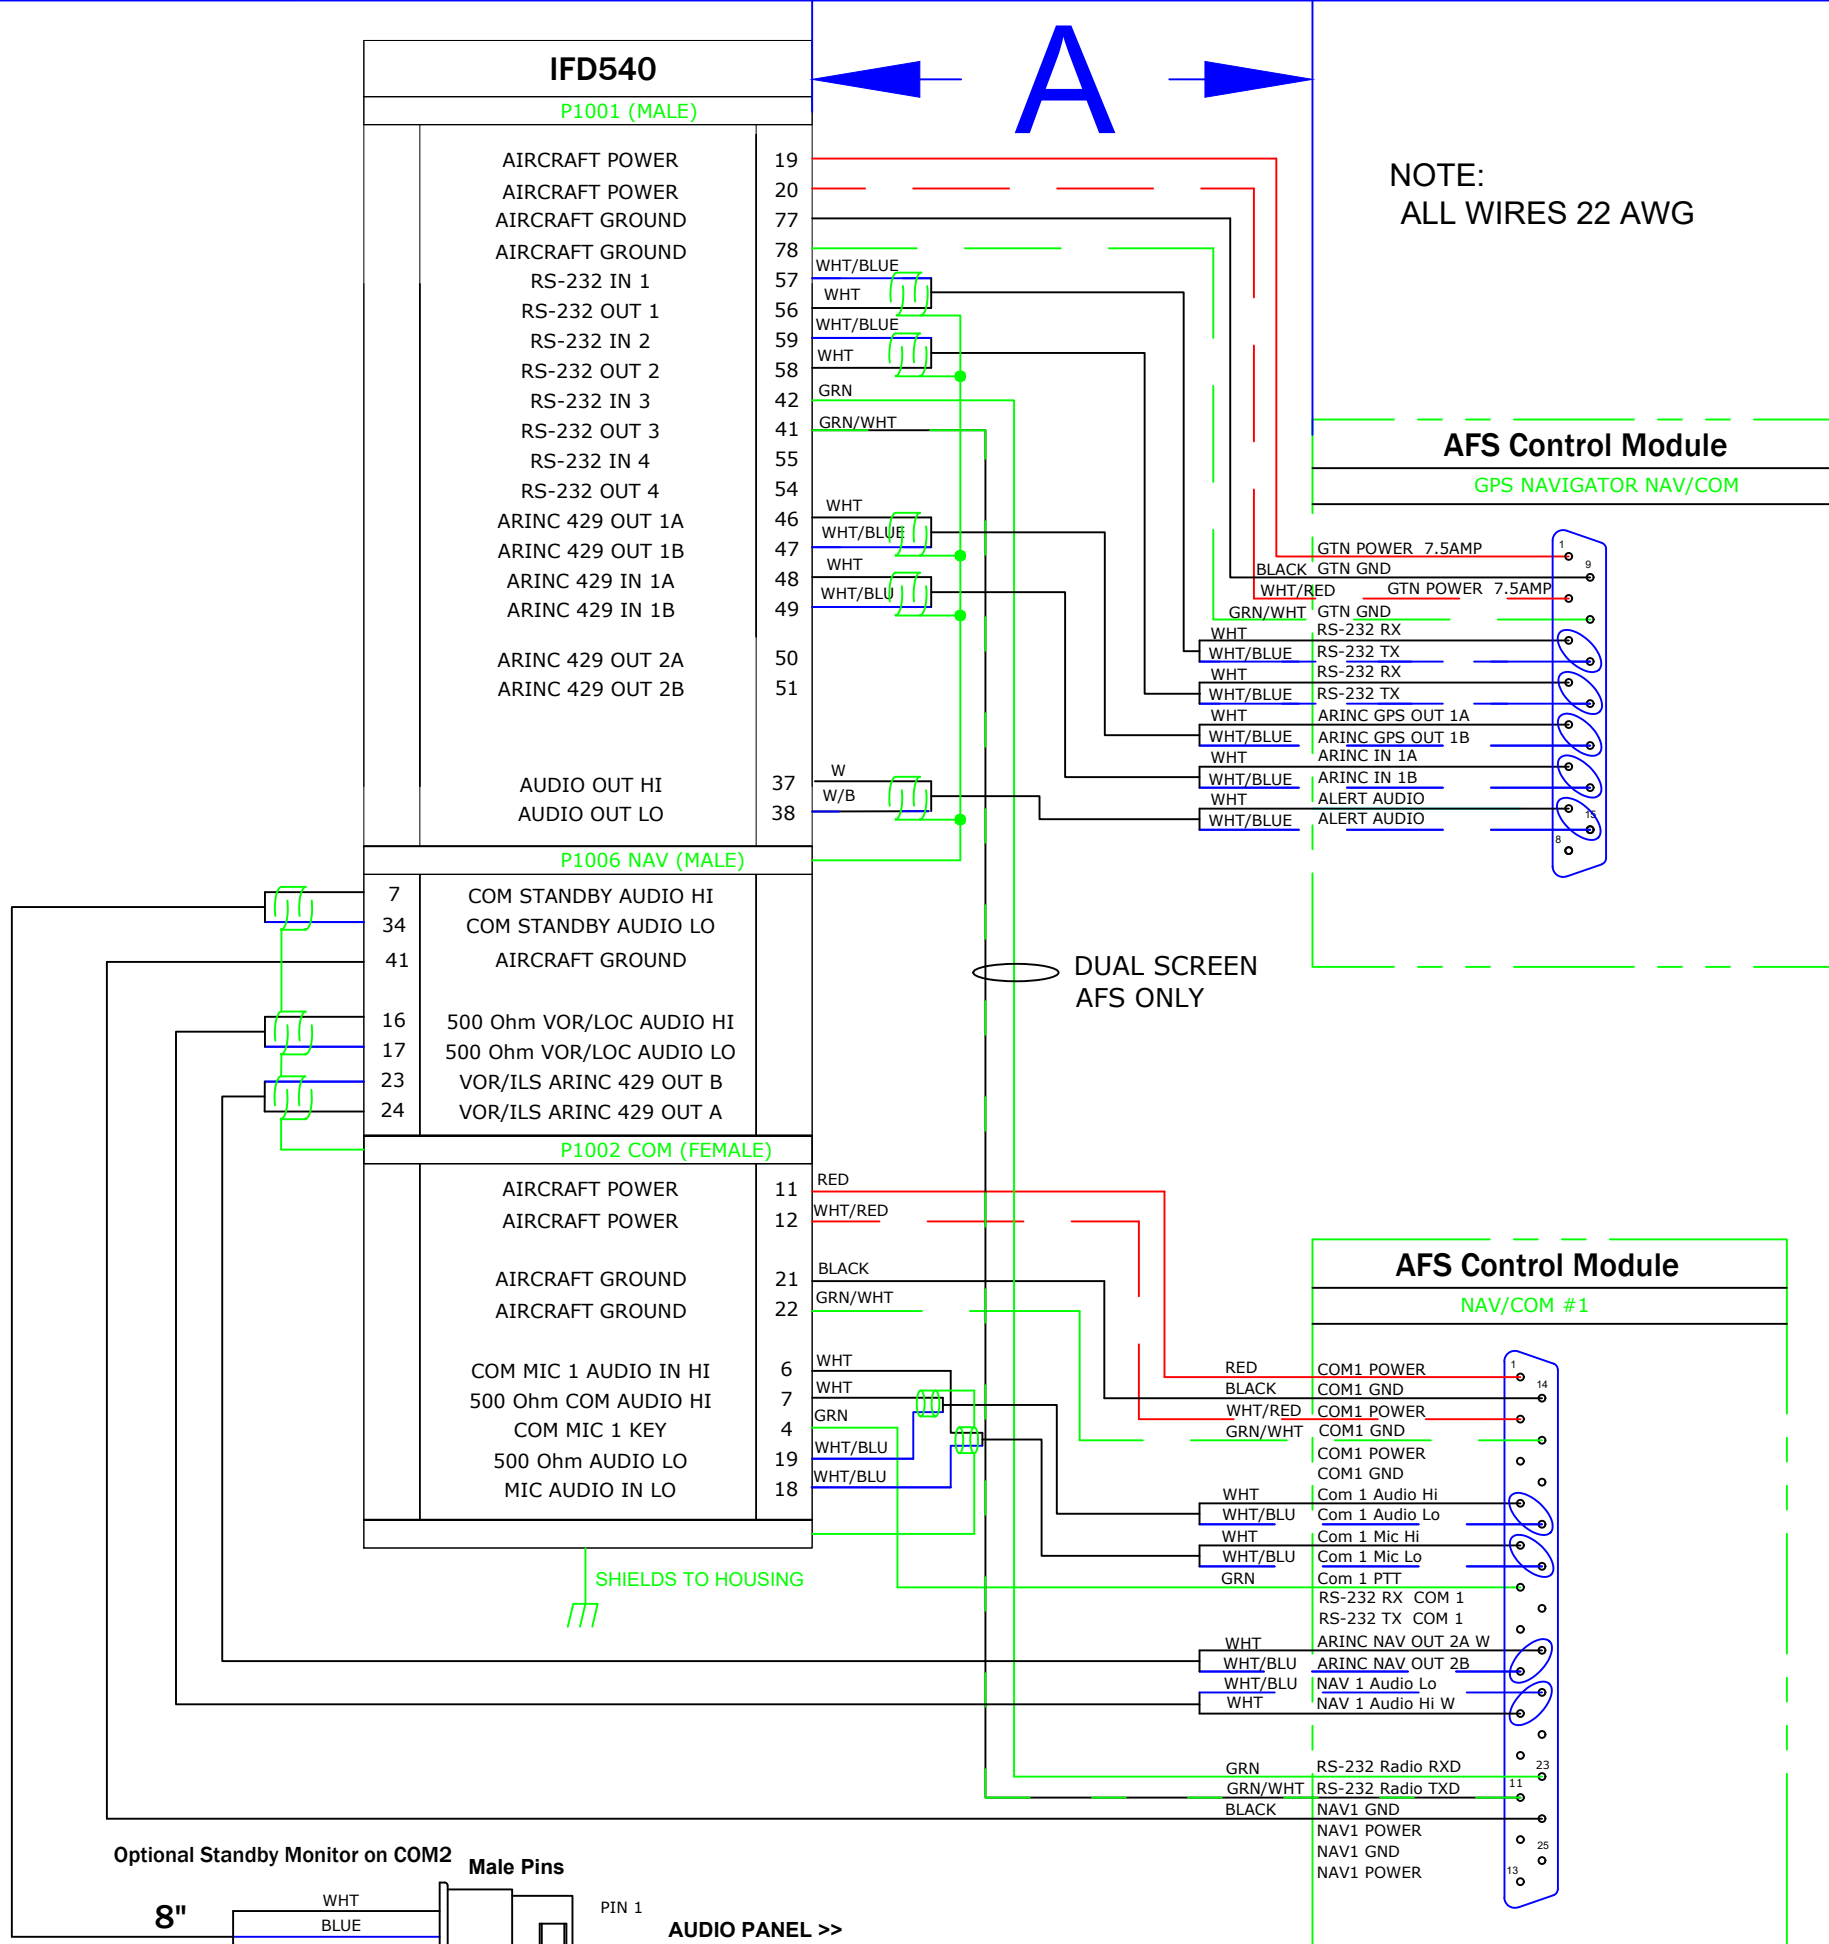 A
IFD540
P1001 (MALE)
AIRCRAFT POWER 19
AIRCRAFT POWER 20
AIRCRAFT GROUND 77
AIRCRAFT GROUND 78
RS-232 IN 1 57 WHT/BLUE
RS-232 OUT 1 56 WHT
RS-232 IN 2 59 WHT/BLUE
RS-232 OUT 2 58 WHT
RS-232 IN 3 42 GRN
RS-232 OUT 3 41 GRN/WHT
RS-232 IN 4 55
RS-232 OUT 4 54
ARINC 429 OUT 1A 46 WHT
ARINC 429 OUT 1B 47 WHT/BLUE
ARINC 429 IN 1A 48 WHT
ARINC 429 IN 1B 49 WHT/BLU
ARINC 429 OUT 2A 50
ARINC 429 OUT 2B 51
AUDIO OUT HI 37 W
AUDIO OUT LO 38 W/B
P1006 NAV (MALE)
7 COM STANDBY AUDIO HI
34 COM STANDBY AUDIO LO
41 AIRCRAFT GROUND
16 500 Ohm VOR/LOC AUDIO HI
17 500 Ohm VOR/LOC AUDIO LO
23 VOR/ILS ARINC 429 OUT B
24 VOR/ILS ARINC 429 OUT A
P1002 COM (FEMALE)
AIRCRAFT POWER 11 RED
AIRCRAFT POWER 12 WHT/RED
AIRCRAFT GROUND 21 BLACK
AIRCRAFT GROUND 22 GRN/WHT
COM MIC 1 AUDIO IN HI 6 WHT
500 Ohm COM AUDIO HI 7 WHT
COM MIC 1 KEY 4 GRN
500 Ohm AUDIO LO 19 WHT/BLU
MIC AUDIO IN LO 18 WHT/BLU
SHIELDS TO HOUSING
NOTE:
ALL WIRES 22 AWG
AFS Control Module
GPS NAVIGATOR NAV/COM
GTN POWER 7.5AMP 1
BLACK GTN GND 9
WHT/RED GTN POWER 7.5AMP
GRN/WHT GTN GND
WHT RS-232 RX
WHT/BLUE RS-232 TX
WHT RS-232 RX
WHT/BLUE RS-232 TX
WHT ARINC GPS OUT 1A
WHT/BLUE ARINC GPS OUT 1B
WHT ARINC IN 1A
WHT/BLUE ARINC IN 1B
WHT ALERT AUDIO
WHT/BLUE ALERT AUDIO 15
8
DUAL SCREEN
AFS ONLY
AFS Control Module
NAV/COM #1
RED COM1 POWER 1
BLACK COM1 GND 14
WHT/RED COM1 POWER
GRN/WHT COM1 GND
COM1 POWER
COM1 GND
WHT Com 1 Audio Hi
WHT/BLU Com 1 Audio Lo
WHT Com 1 Mic Hi
WHT/BLU Com 1 Mic Lo
GRN Com 1 PTT
RS-232 RX COM 1
RS-232 TX COM 1
WHT ARINC NAV OUT 2A W
WHT/BLU ARINC NAV OUT 2B
WHT/BLU NAV 1 Audio Lo
WHT NAV 1 Audio Hi W
GRN RS-232 Radio RXD 23
GRN/WHT RS-232 Radio TXD 11
BLACK NAV1 GND
NAV1 POWER
NAV1 GND 25
NAV1 POWER 13
Optional Standby Monitor on COM2
Male Pins
8" WHT PIN 1
BLUE
AUDIO PANEL >>